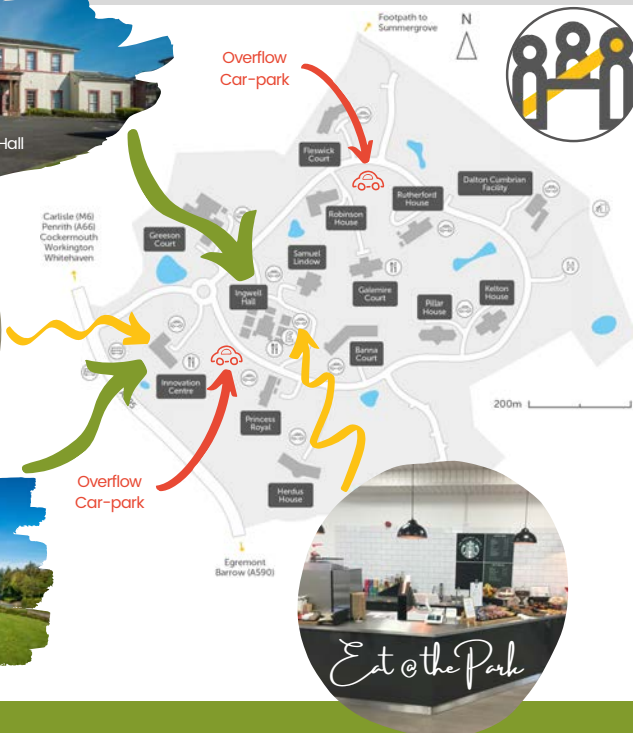 Footpath to
Summergrove
N
Overflow
Car-park
Hall
Fleswick
Court
Dalton Cumbrian
Facility
Rutherford
House
Robinson
House
Carlisle (M6)
Penrith (A66)
Cockermouth
Workington
Whitehaven
Greeson
Court
Samuel
Lindow
Ingwell
Hall
Galemire
Court
Kelton
House
Pillar
House
H
Banna
Court
Innovation
Centre
200m
Princess
Royal
Overflow
Car-park
Herdus
House
Egremont
Barrow (A590)
Eat @ the Park